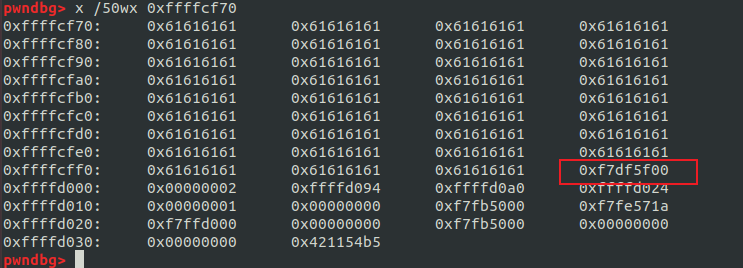 pwndbg> x /50wx 0xffffcf70
0xffffcf70: 0x61616161 0x61616161 0x61616161 0x61616161
0xffffcf80: 0x61616161 0x61616161 0x61616161 0x61616161
0xffffcf90: 0x61616161 0x61616161 0x61616161 0x61616161
0xffffcfa0: 0x61616161 0x61616161 0x61616161 0x61616161
0xffffcfb0: 0x61616161 0x61616161 0x61616161 0x61616161
0xffffcfc0: 0x61616161 0x61616161 0x61616161 0x61616161
0xffffcfd0: 0x61616161 0x61616161 0x61616161 0x61616161
0xffffcfe0: 0x61616161 0x61616161 0x61616161 0x61616161
0xffffcff0: 0x61616161 0x61616161 0x61616161 0xf7df5f00
0xffffd000: 0x00000002 0xffffd094 0xffffd0a0 0xffffd024
0xffffd010: 0x00000001 0x00000000 0xf7fb5000 0xf7fe571a
0xffffd020: 0xf7ffd000 0x00000000 0xf7fb5000 0x00000000
0xffffd030: 0x00000000 0x421154b5
pwndbg>